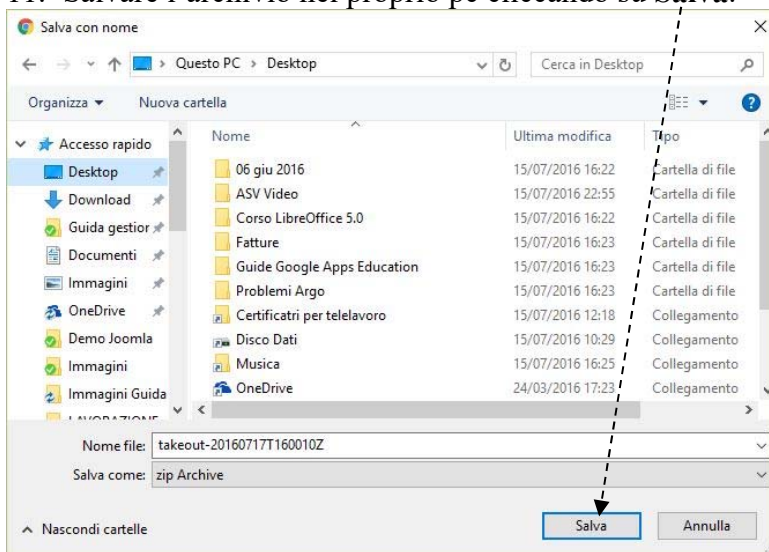 11. Salvare l'archivio nel proprio pc cliccando su Salva.
Salva con nome
Questo PC > Desktop
Cerca in Desktop
Organizza
Nuova cartella
Nome Ultima modifica Tipo
Accesso rapido
Desktop
Download
Guida gestior
Documenti
Immagini
OneDrive
Demo Joomla
Immagini
Immagini Guida
06 giu 2016 15/07/2016 16:22 Cartella di file
ASV Video 15/07/2016 22:55 Cartella di file
Corso LibreOffice 5.0 15/07/2016 16:22 Cartella di file
Fatture 15/07/2016 16:23 Cartella di file
Guide Google Apps Education 15/07/2016 16:23 Cartella di file
Problemi Argo 15/07/2016 16:23 Cartella di file
Certificatri per telelavoro 15/07/2016 12:18 Collegamento
Disco Dati 15/07/2016 10:29 Collegamento
Musica 15/07/2016 16:25 Collegamento
OneDrive 24/03/2016 17:23 Collegamento
Nome file: takeout-20160717T160010Z
Salva come: zip Archive
Nascondi cartelle
Salva
Annulla